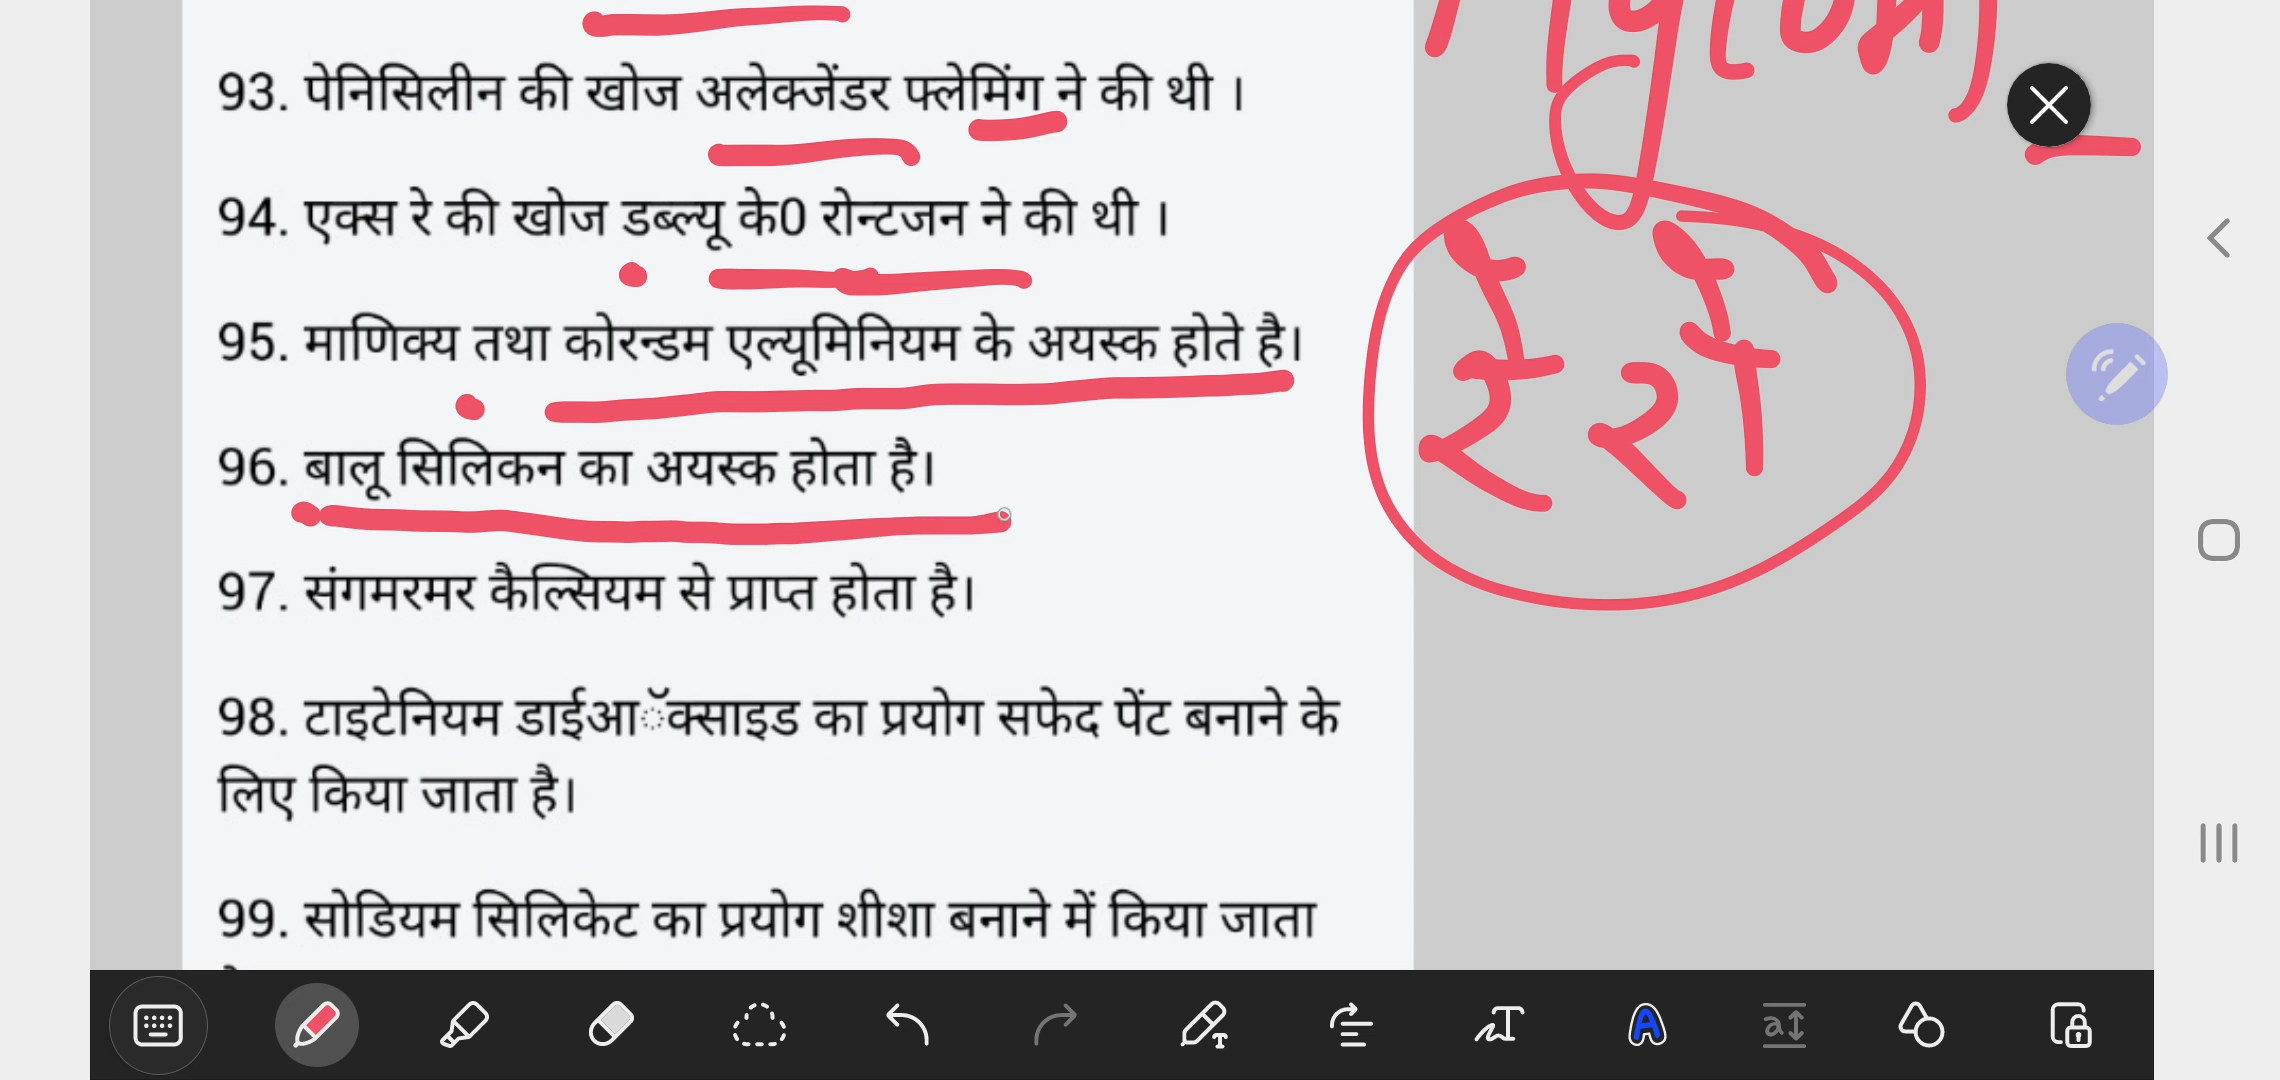 93. पेनिसिलीन की खोज अलेक्जेंडर फ्लेमिंग ने की थी ।
94. एक्स रे की खोज डब्ल्यू के0 रोन्टजन ने की थी ।
95. माणिक्य तथा कोरन्डम एल्यूमिनियम के अयस्क होते है।
96. बालू सिलिकन का अयस्क होता है।
97. संगमरमर कैल्सियम से प्राप्त होता है।
98. टाइटेनियम डाईआॅक्साइड का प्रयोग सफेद पेंट बनाने के
लिए किया जाता है।
99. सोडियम सिलिकेट का प्रयोग शीशा बनाने में किया जाता